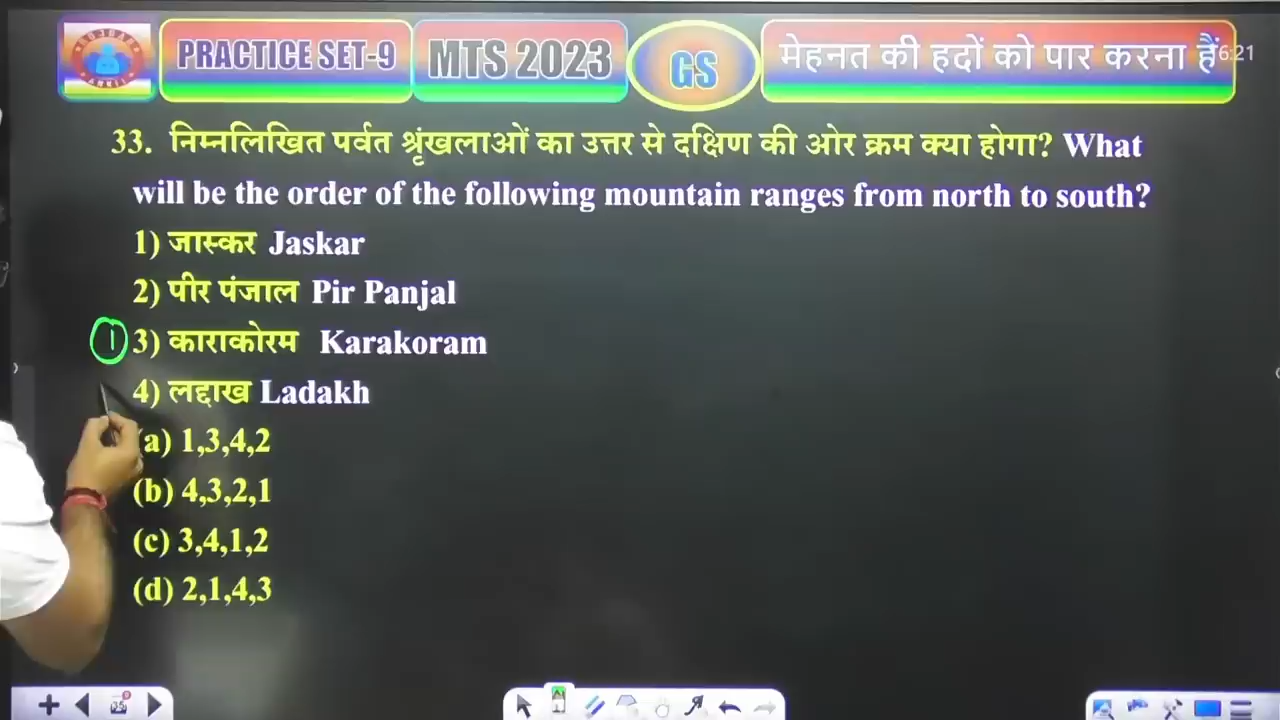 PRACTICE SET-9 MTS 2023 GS मेहनत की हदों को पार करना हैं 6:21
33. निम्नलिखित पर्वत श्रृंखलाओं का उत्तर से दक्षिण की ओर क्रम क्या होगा? What
will be the order of the following mountain ranges from north to south?
1) जास्कर Jaskar
2) पीर पंजाल Pir Panjal
1 3) काराकोरम Karakoram
4) लद्दाख Ladakh
(a) 1,3,4,2
(b) 4,3,2,1
(c) 3,4,1,2
(d) 2,1,4,3